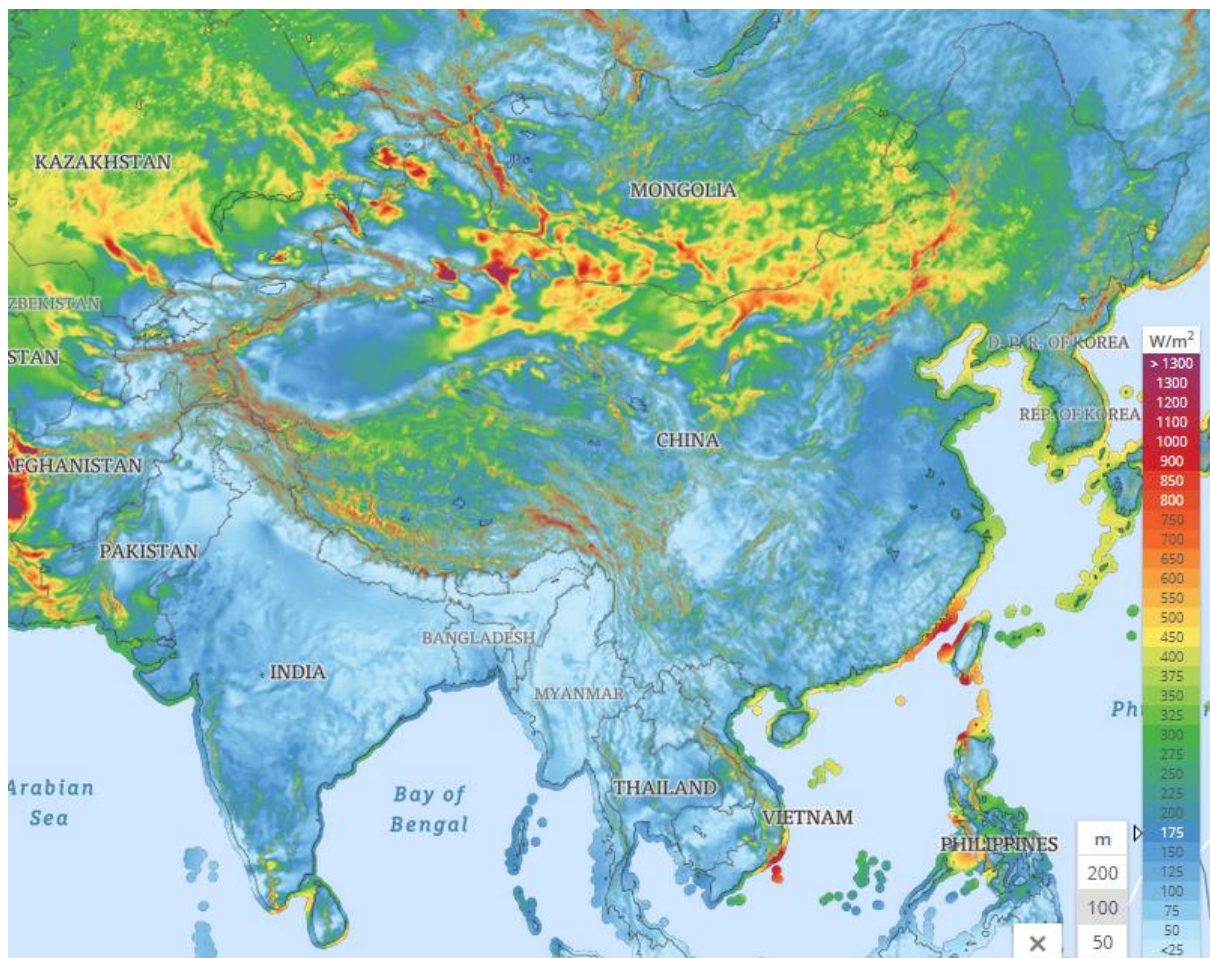 KAZAKHSTAN
MONGOLIA
ZBEKISTAN
STAN
D. P. R. OF KOREA
REP. OF KOREA
CHINA
AFGHANISTAN
PAKISTAN
BANGLADESH
INDIA
MYANMAR
Arabian
Sea
Bay of
Bengal
THAILAND
VIETNAM
PHILIPPINES
Ph
W/m²
> 1300
1300
1200
1100
1000
900
850
800
750
700
650
600
550
500
450
400
375
350
325
300
275
250
225
200
175
150
125
100
75
50
<25
m
200
100
50
×